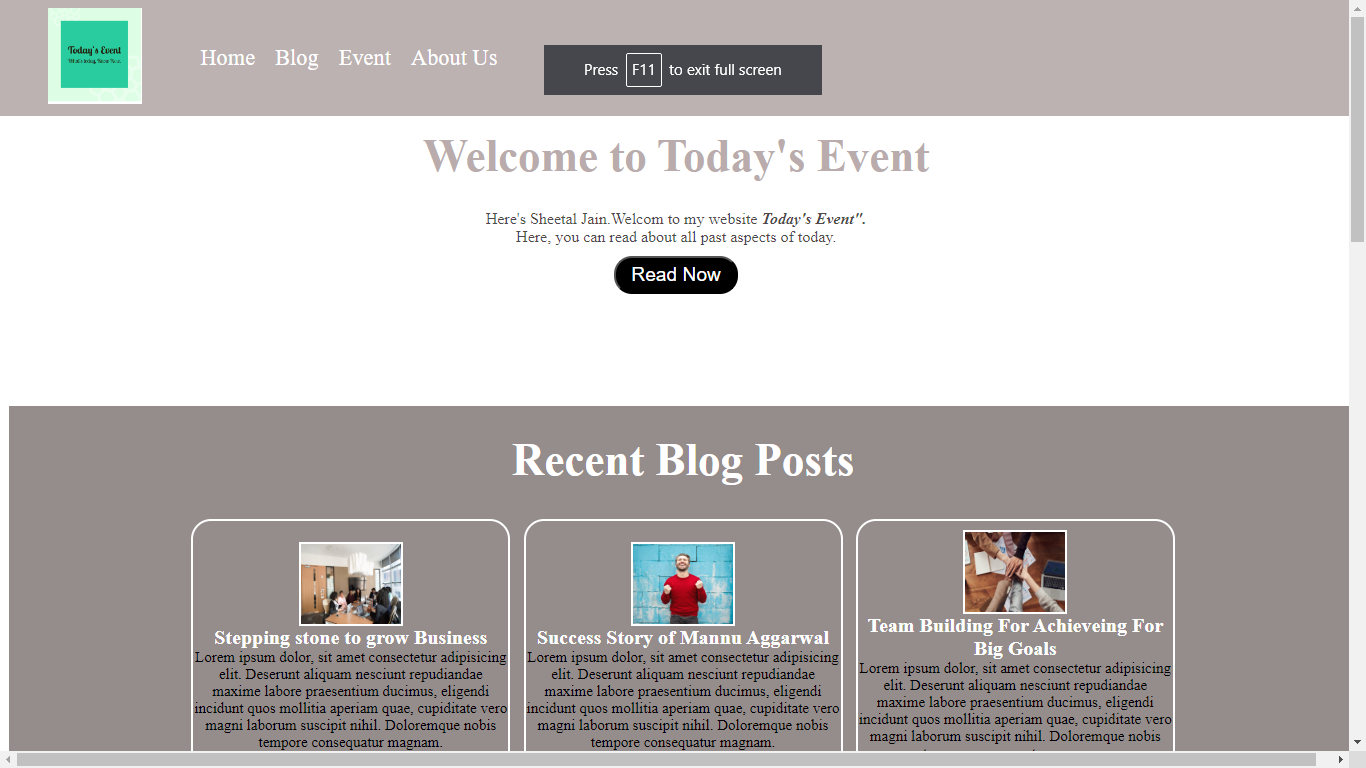 Today's Event
Home Blog Event About Us
Press F11 to exit full screen
Welcome to Today's Event
Here's Sheetal Jain.Welcom to my website Today's Event".
Here, you can read about all past aspects of today.
Read Now
Recent Blog Posts
Stepping stone to grow Business
Lorem ipsum dolor, sit amet consectetur adipisicing
elit. Deserunt aliquam nesciunt repudiandae
maxime labore praesentium ducimus, eligendi
incidunt quos mollitia aperiam quae, cupiditate vero
magni laborum suscipit nihil. Doloremque nobis
tempore consequatur magnam.
Success Story of Mannu Aggarwal
Lorem ipsum dolor, sit amet consectetur adipisicing
elit. Deserunt aliquam nesciunt repudiandae
maxime labore praesentium ducimus, eligendi
incidunt quos mollitia aperiam quae, cupiditate vero
magni laborum suscipit nihil. Doloremque nobis
tempore consequatur magnam.
Team Building For Achieveing For
Big Goals
Lorem ipsum dolor, sit amet consectetur adipisicing
elit. Deserunt aliquam nesciunt repudiandae
maxime labore praesentium ducimus, eligendi
incidunt quos mollitia aperiam quae, cupiditate vero
magni laborum suscipit nihil. Doloremque nobis